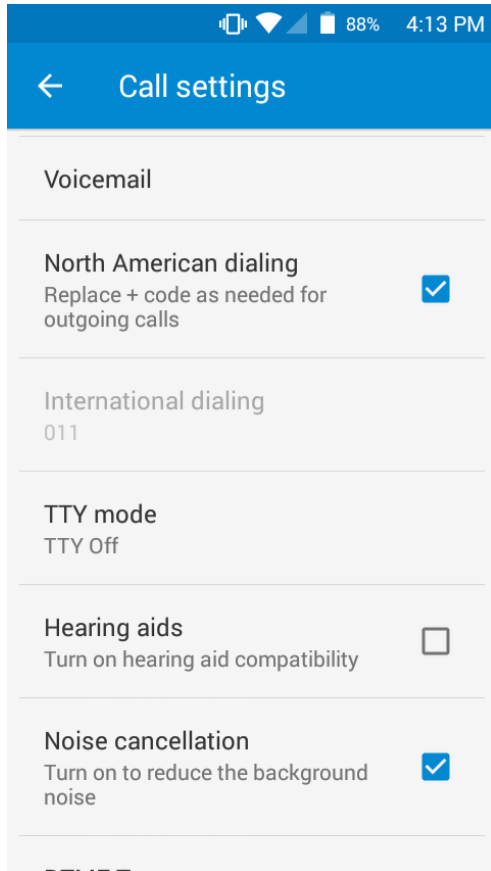 88% 4:13 PM
Call settings
Voicemail
North American dialing
Replace + code as needed for
outgoing calls
International dialing
011
TTY mode
TTY Off
Hearing aids
Turn on hearing aid compatibility
Noise cancellation
Turn on to reduce the background
noise